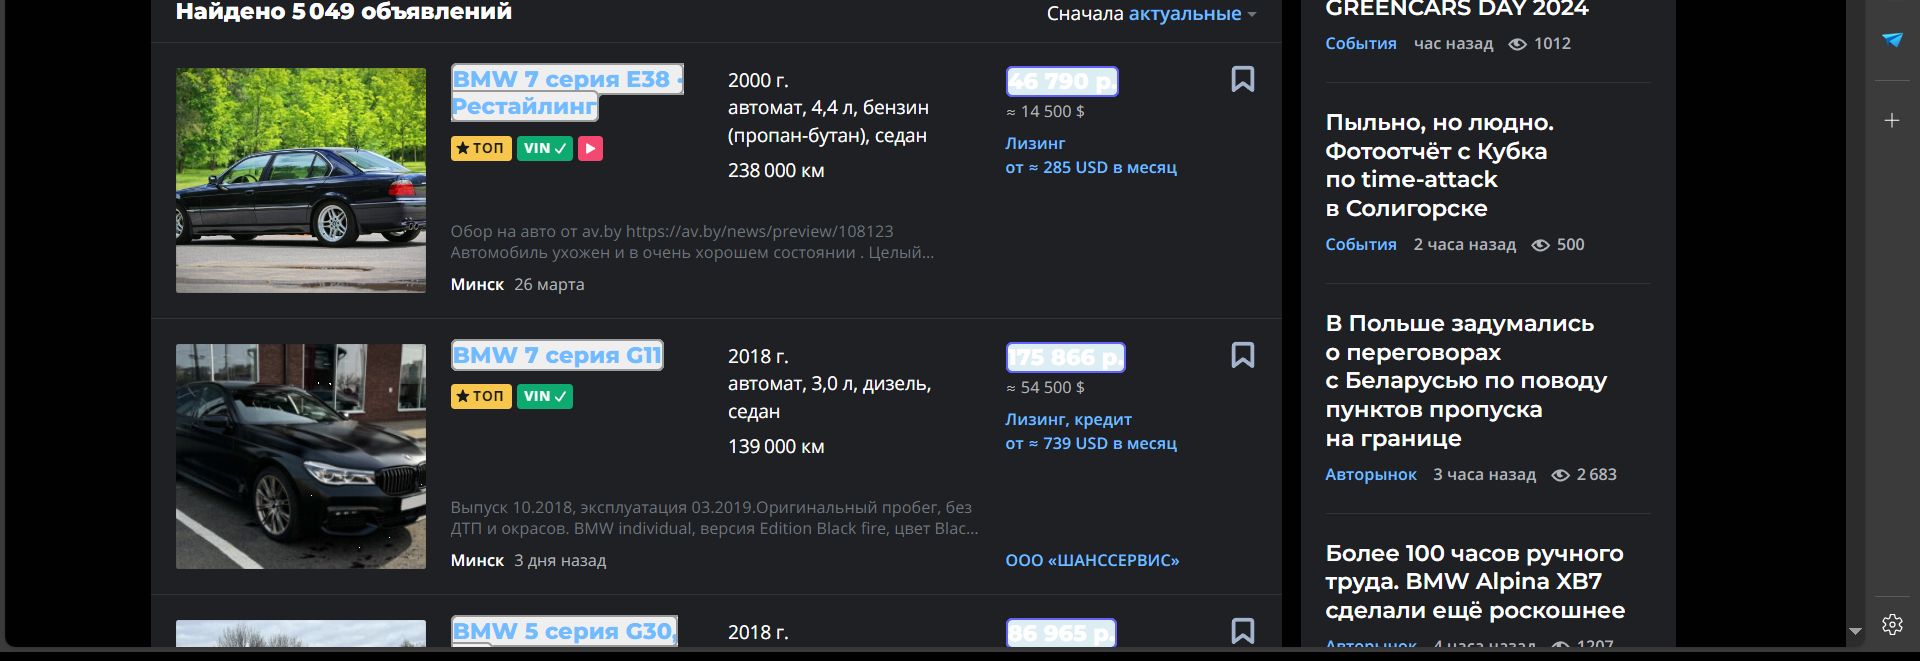 Найдено 5 049 объявлений
Сначала актуальные
BMW 7 серия E38 ·
Рестайлинг
ТОП VIN
2000 г.
автомат, 4,4 л, бензин
(пропан-бутан), седан
238 000 км
46 790 р.
≈ 14 500 $
Лизинг
от ≈ 285 USD в месяц
Обор на авто от av.by https://av.by/news/preview/108123
Автомобиль ухожен и в очень хорошем состоянии . Целый...
Минск 26 марта
BMW 7 серия G11
ТОП VIN
2018 г.
автомат, 3,0 л, дизель,
седан
139 000 км
175 866 р.
≈ 54 500 $
Лизинг, кредит
от ≈ 739 USD в месяц
Выпуск 10.2018, эксплуатация 03.2019.Оригинальный пробег, без
ДТП и окрасов. BMW individual, версия Edition Black fire, цвет Blac...
Минск 3 дня назад
ООО «ШАНССЕРВИС»
BMW 5 серия G30,
2018 г.
86 965 р.
GREENCARS DAY 2024
События час назад 1012
Пыльно, но людно.
Фотоотчёт с Кубка
по time-attack
в Солигорске
События 2 часа назад 500
В Польше задумались
о переговорах
с Беларусью по поводу
пунктов пропуска
на границе
Авторынок 3 часа назад 2 683
Более 100 часов ручного
труда. BMW Alpina XB7
сделали ещё роскошнее
Авторынок 4 часа назад 1207